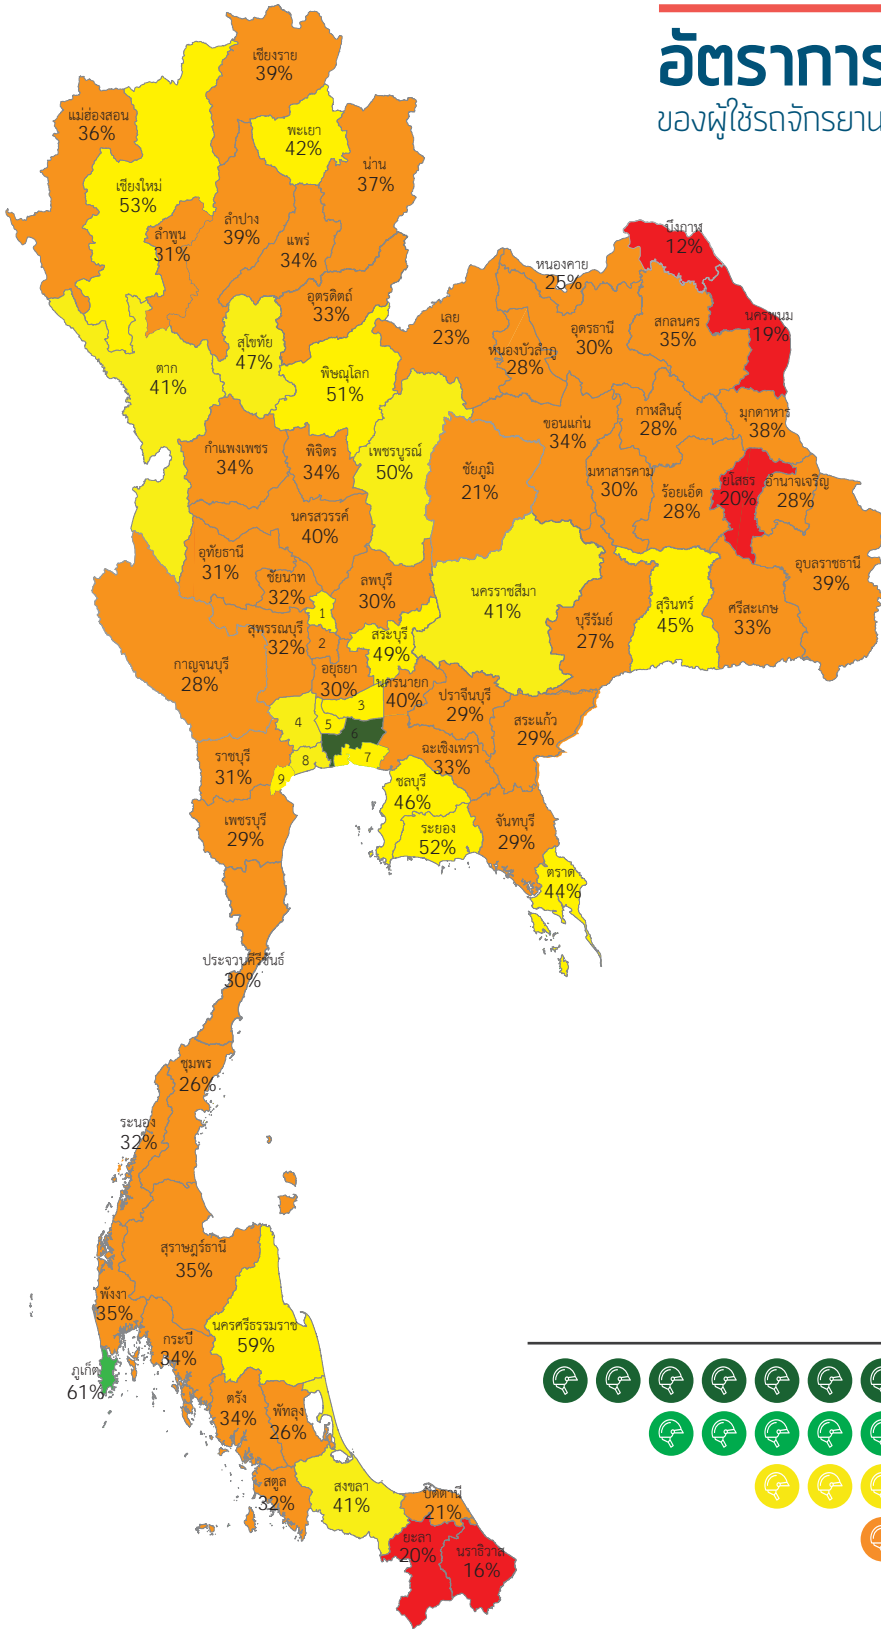 อัตราการ
ของผู้ใช้รถจักรยาน
เชียงราย
39%
แม่ฮ่องสอน
36%
พะเยา
42%
น่าน
37%
เชียงใหม่
53%
ลำปาง
39%
ลำพูน
31%
แพร่
34%
บึงกาฬ
12%
หนองคาย
25%
อุตรดิตถ์
33%
เลย
23%
อุดรธานี
30%
สกลนคร
35%
นครพนม
19%
สุโขทัย
47%
หนองบัวลำภู
28%
ตาก
41%
พิษณุโลก
51%
กาฬสินธุ์
28%
มุกดาหาร
38%
ขอนแก่น
34%
กำแพงเพชร
34%
พิจิตร
34%
เพชรบูรณ์
50%
ชัยภูมิ
21%
มหาสารคาม
30%
ร้อยเอ็ด
28%
ยโสธร
20%
อำนาจเจริญ
28%
นครสวรรค์
40%
อุทัยธานี
31%
ชัยนาท
32%
ลพบุรี
30%
นครราชสีมา
41%
อุบลราชธานี
39%
สุรินทร์
45%
ศรีสะเกษ
33%
บุรีรัมย์
27%
1
สุพรรณบุรี
32%
2
สระบุรี
49%
กาญจนบุรี
28%
อยุธยา
30%
นครนายก
40%
ปราจีนบุรี
29%
3
4
5
6
สระแก้ว
29%
ราชบุรี
31%
8
7
ฉะเชิงเทรา
33%
9
ชลบุรี
46%
เพชรบุรี
29%
ระยอง
52%
จันทบุรี
29%
ตราด
44%
ประจวบคีรีขันธ์
30%
ชุมพร
26%
ระนอง
32%
สุราษฎร์ธานี
35%
พังงา
35%
นครศรีธรรมราช
59%
กระบี่
34%
ภูเก็ต
61%
ตรัง
34%
พัทลุง
26%
สตูล
32%
สงขลา
41%
ปัตตานี
21%
ยะลา
20%
นราธิวาส
16%